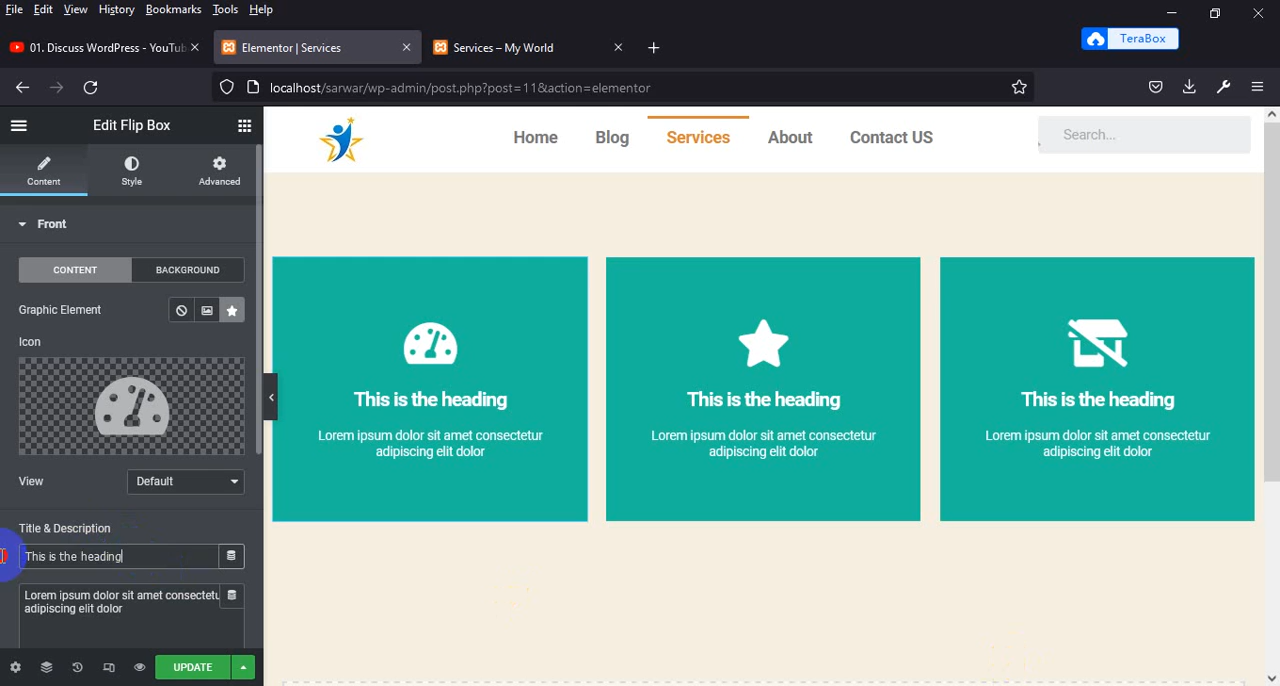 File Edit View History Bookmarks Tools Help
01. Discuss WordPress - YouTub
Elementor | Services
Services – My World
TeraBox
localhost/sarwar/wp-admin/post.php?post=11&action=elementor
Edit Flip Box
Content Style Advanced
Front
CONTENT BACKGROUND
Graphic Element
Icon
View Default
Title & Description
This is the heading
Lorem ipsum dolor sit amet consectetu
adipiscing elit dolor
UPDATE
Home Blog Services About Contact US
Search...
This is the heading
Lorem ipsum dolor sit amet consectetur
adipiscing elit dolor
This is the heading
Lorem ipsum dolor sit amet consectetur
adipiscing elit dolor
This is the heading
Lorem ipsum dolor sit amet consectetur
adipiscing elit dolor